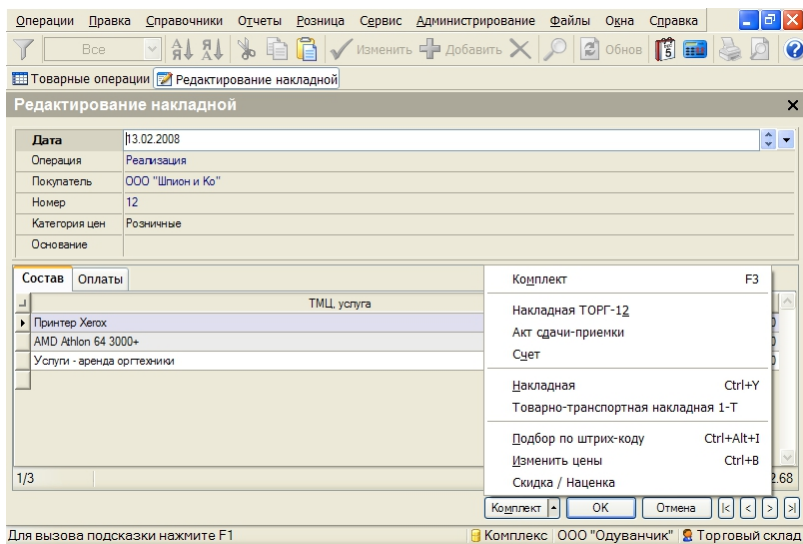 Операции Правка Справочники Отчеты Розница Сервис Администрирование Файлы Окна Справка
Все Изменить Добавить Обнов 5
Товарные операции Редактирование накладной
Редактирование накладной
Дата 13.02.2008
Операция Реализация
Покупатель ООО "Шпион и Ко"
Номер 12
Категория цен Розничные
Основание
Состав Оплаты
ТМЦ, услуга
Принтер Xerox
AMD Athlon 64 3000+
Услуги - аренда оргтехники
Комплект F3
Накладная ТОРГ-12
Акт сдачи-приемки
Счет
Накладная Ctrl+Y
Товарно-транспортная накладная 1-Т
Подбор по штрих-коду Ctrl+Alt+I
Изменить цены Ctrl+B
Скидка / Наценка
1/3 2.68
Комплект ОК Отмена
Для вызова подсказки нажмите F1 Комплекс ООО "Одуванчик" Торговый склад